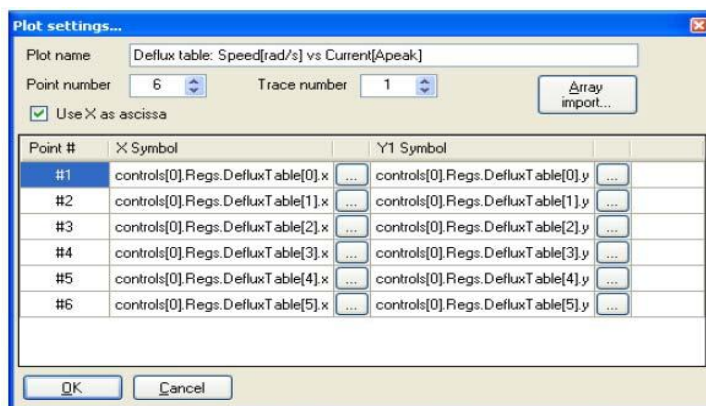 Plot settings...
Plot name Deflux table: Speed[rad/s] vs Current[Apeak]
Point number 6 Trace number 1 Array import...
Use X as ascissa
Point # X Symbol Y1 Symbol
#1 controls[0].Regs.DefluxTable[0].x ... controls[0].Regs.DefluxTable[0].y ...
#2 controls[0].Regs.DefluxTable[1].x ... controls[0].Regs.DefluxTable[1].y ...
#3 controls[0].Regs.DefluxTable[2].x ... controls[0].Regs.DefluxTable[2].y ...
#4 controls[0].Regs.DefluxTable[3].x ... controls[0].Regs.DefluxTable[3].y ...
#5 controls[0].Regs.DefluxTable[4].x ... controls[0].Regs.DefluxTable[4].y ...
#6 controls[0].Regs.DefluxTable[5].x ... controls[0].Regs.DefluxTable[5].y ...
OK Cancel